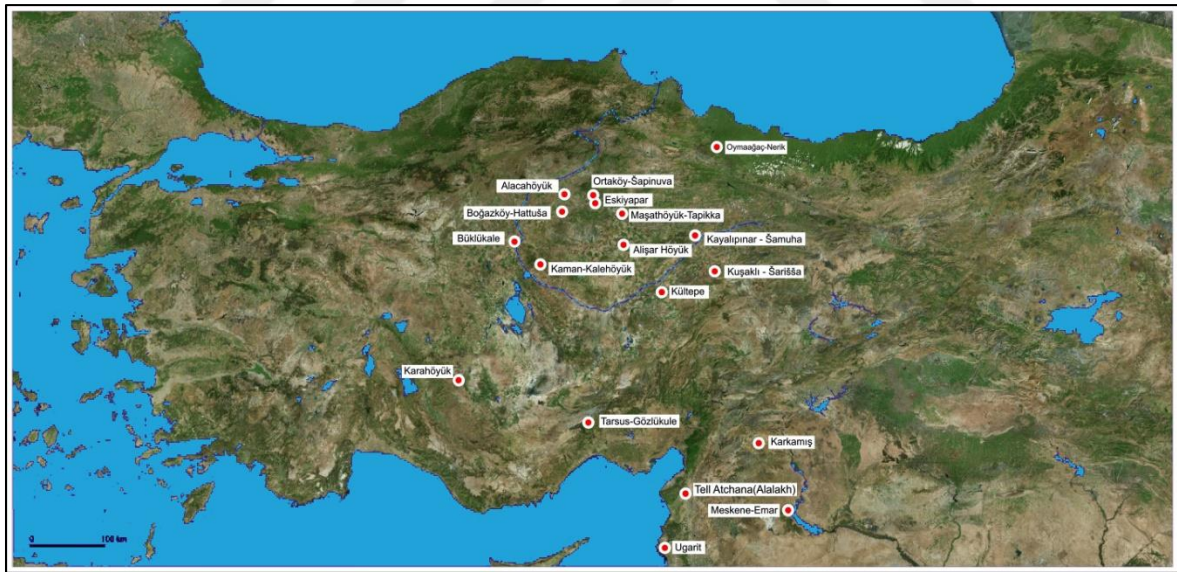 Oymaağaç-Nerik
Alacahöyük
Ortaköy-Šapinuva
Eskiyapar
Boğazköy-Hattuša
Maşathöyük-Tapikka
Büklükale
Kayalıpınar - Šamuha
Alişar Höyük
Kaman-Kalehöyük
Kuşaklı - Šarišša
Kültepe
Karahöyük
Tarsus-Gözlükule
Karkamış
Tell Atchana(Alalakh)
Meskene-Emar
Ugarit
0 100 km